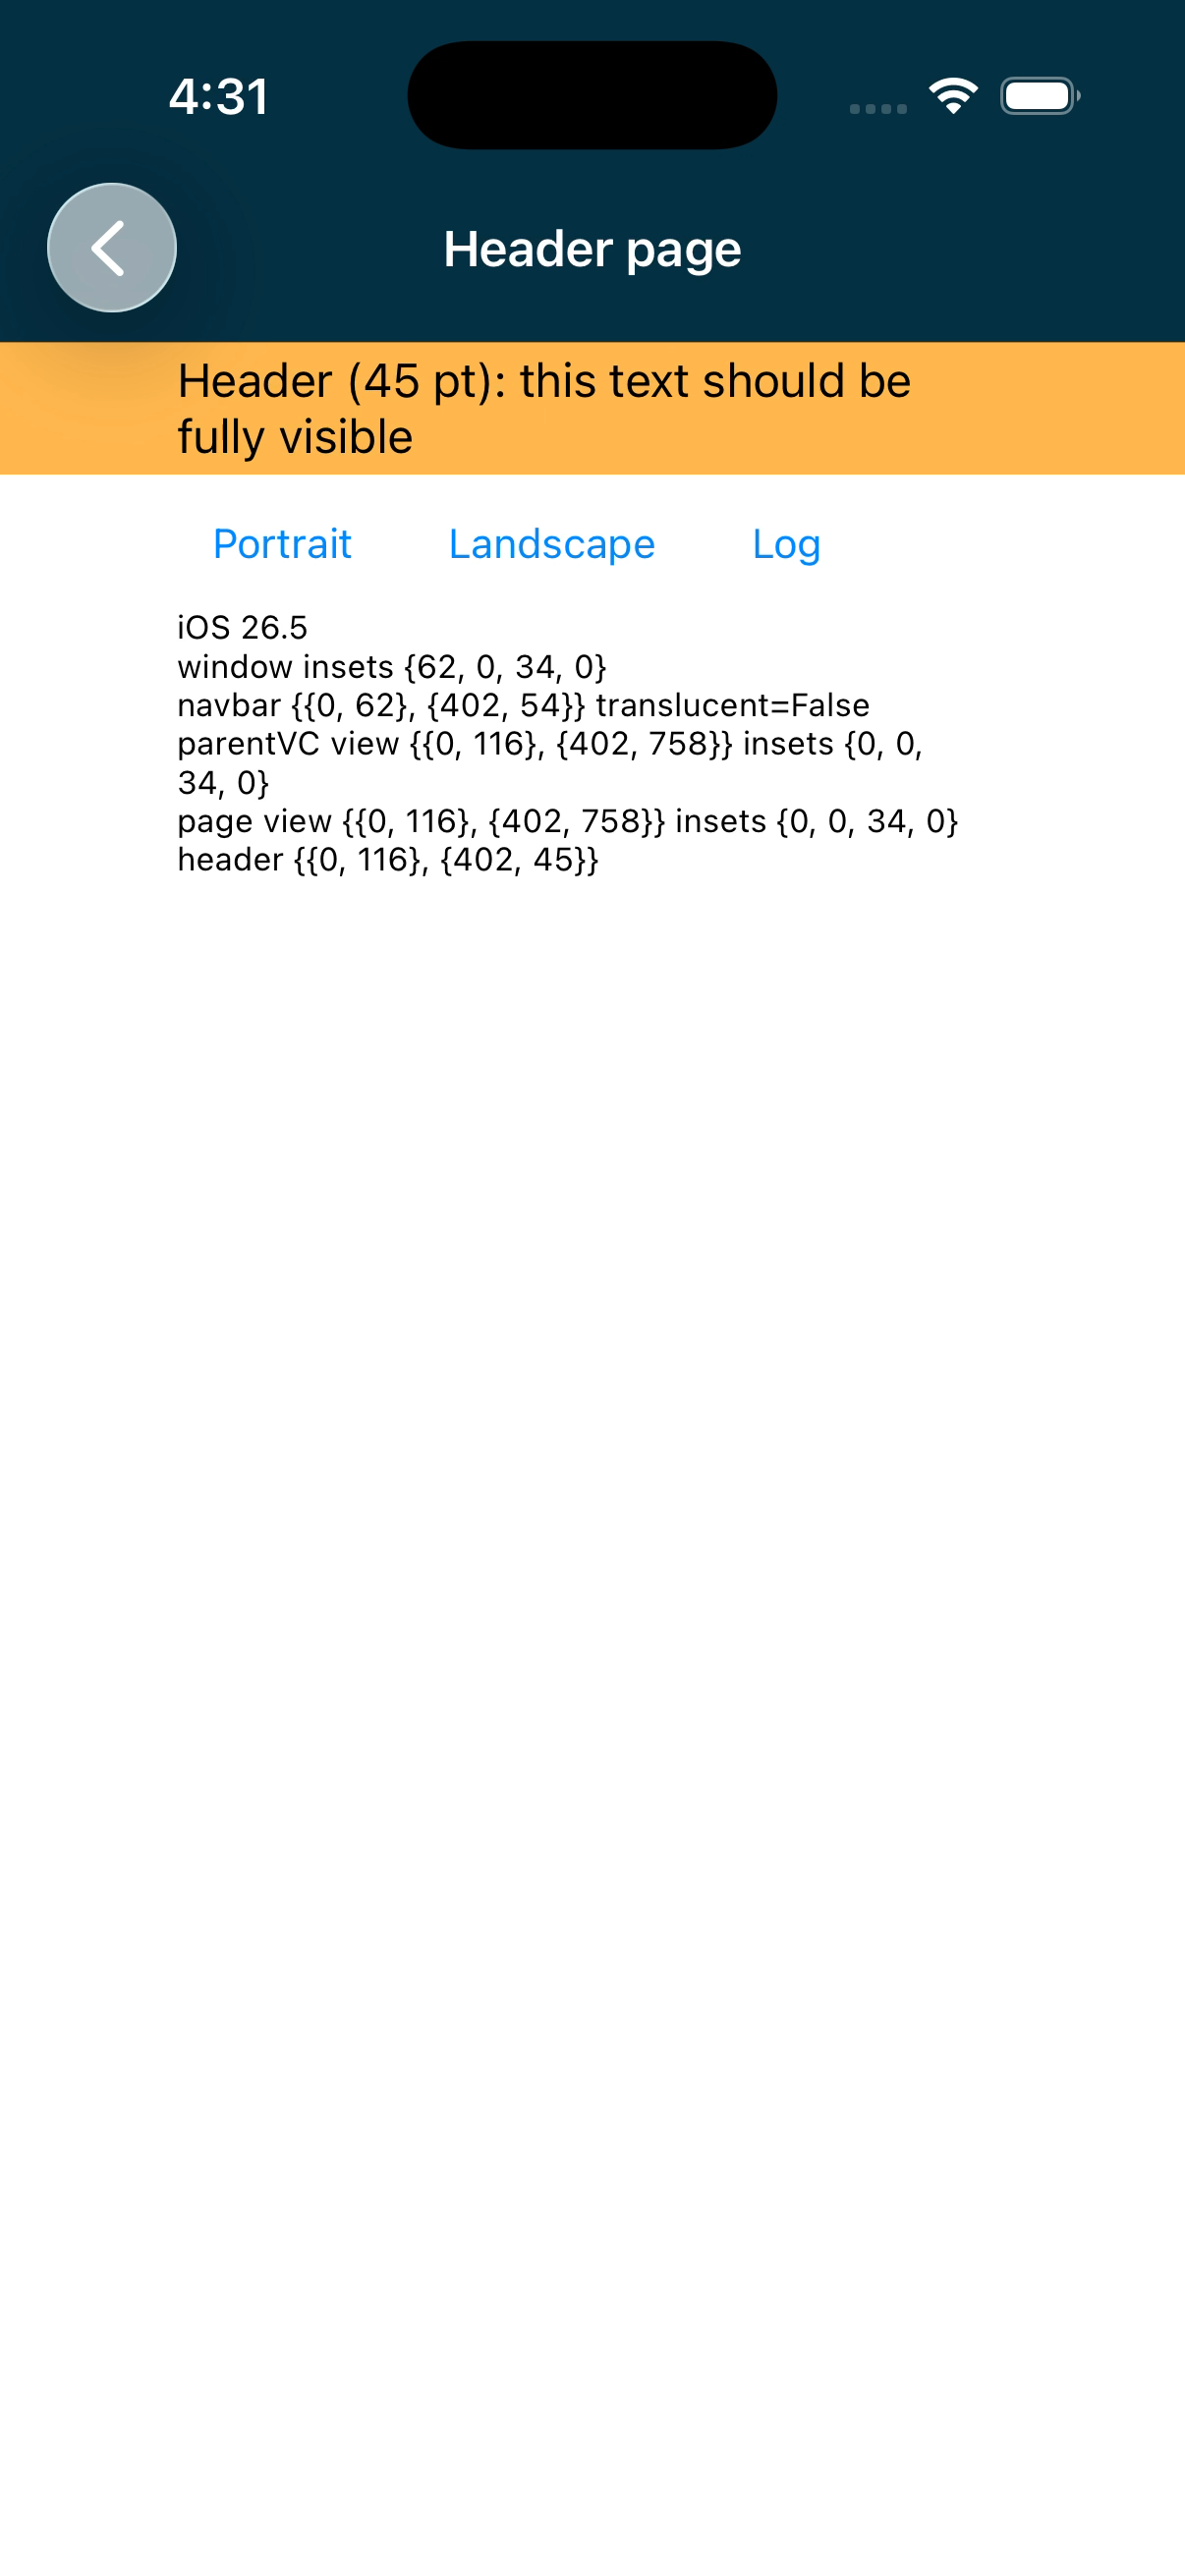 4:31
Header page
Header (45 pt): this text should be
fully visible
Portrait Landscape Log
iOS 26.5
window insets {62, 0, 34, 0}
navbar {{0, 62}, {402, 54}} translucent=False
parentVC view {{0, 116}, {402, 758}} insets {0, 0,
34, 0}
page view {{0, 116}, {402, 758}} insets {0, 0, 34, 0}
header {{0, 116}, {402, 45}}